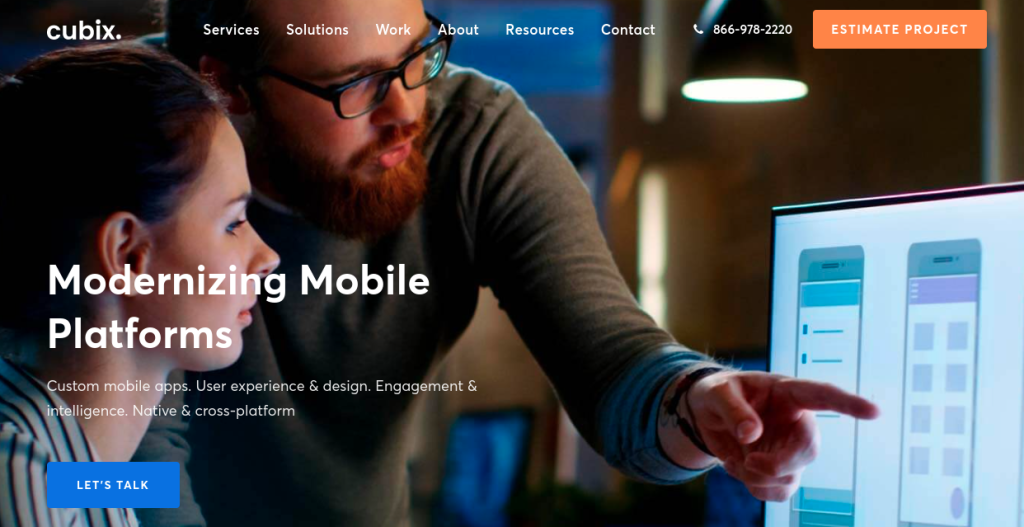 cubix.
Services Solutions Work About Resources Contact 866-978-2220 ESTIMATE PROJECT
Modernizing Mobile
Platforms
Custom mobile apps. User experience & design. Engagement &
intelligence. Native & cross-platform
LET'S TALK